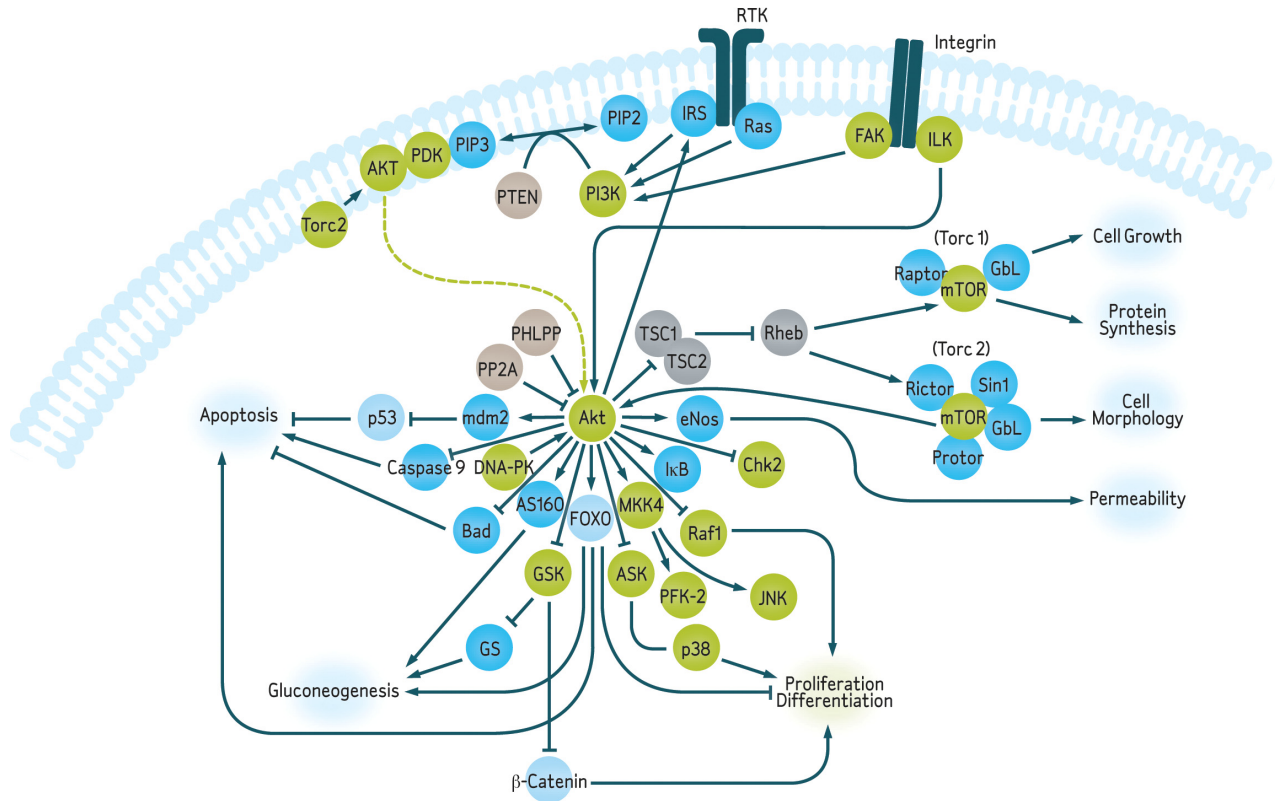 RTK
Integrin
PIP2
IRS
Ras
FAK
ILK
PIP3
PDK
AKT
PTEN
PI3K
Torc2
(Torc 1)
Raptor
GbL
mTOR
Cell Growth
Protein
Synthesis
PHLPP
PP2A
TSC1
TSC2
Rheb
(Torc 2)
Rictor
Sin1
mTOR
GbL
Protor
Cell
Morphology
Apoptosis
p53
mdm2
Akt
eNos
Caspase 9
DNA-PK
IκB
Chk2
Permeability
AS160
FOXO
MKK4
Bad
Raf1
GSK
ASK
PFK-2
JNK
GS
p38
Gluconeogenesis
Proliferation
Differentiation
β-Catenin